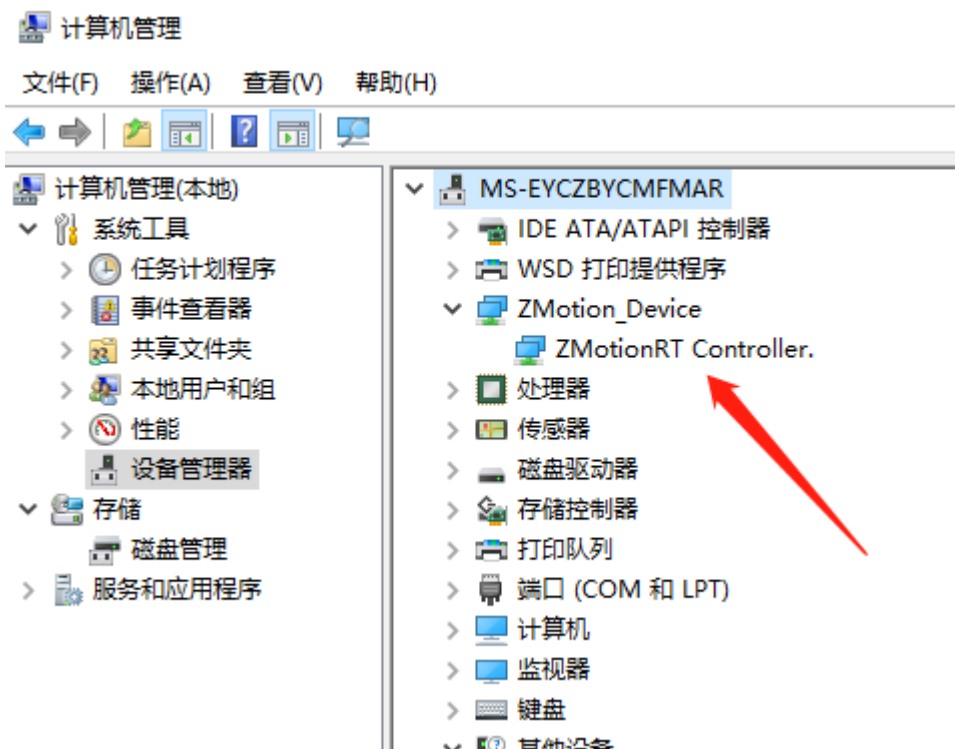 计算机管理
文件(F) 操作(A) 查看(V) 帮助(H)
计算机管理(本地)
系统工具
任务计划程序
事件查看器
共享文件夹
本地用户和组
性能
设备管理器
存储
磁盘管理
服务和应用程序
MS-EYCZBYCMFMAR
IDE ATA/ATAPI 控制器
WSD 打印提供程序
ZMotion_Device
ZMotionRT Controller.
处理器
传感器
磁盘驱动器
存储控制器
打印队列
端口 (COM 和 LPT)
计算机
监视器
键盘
其他设备